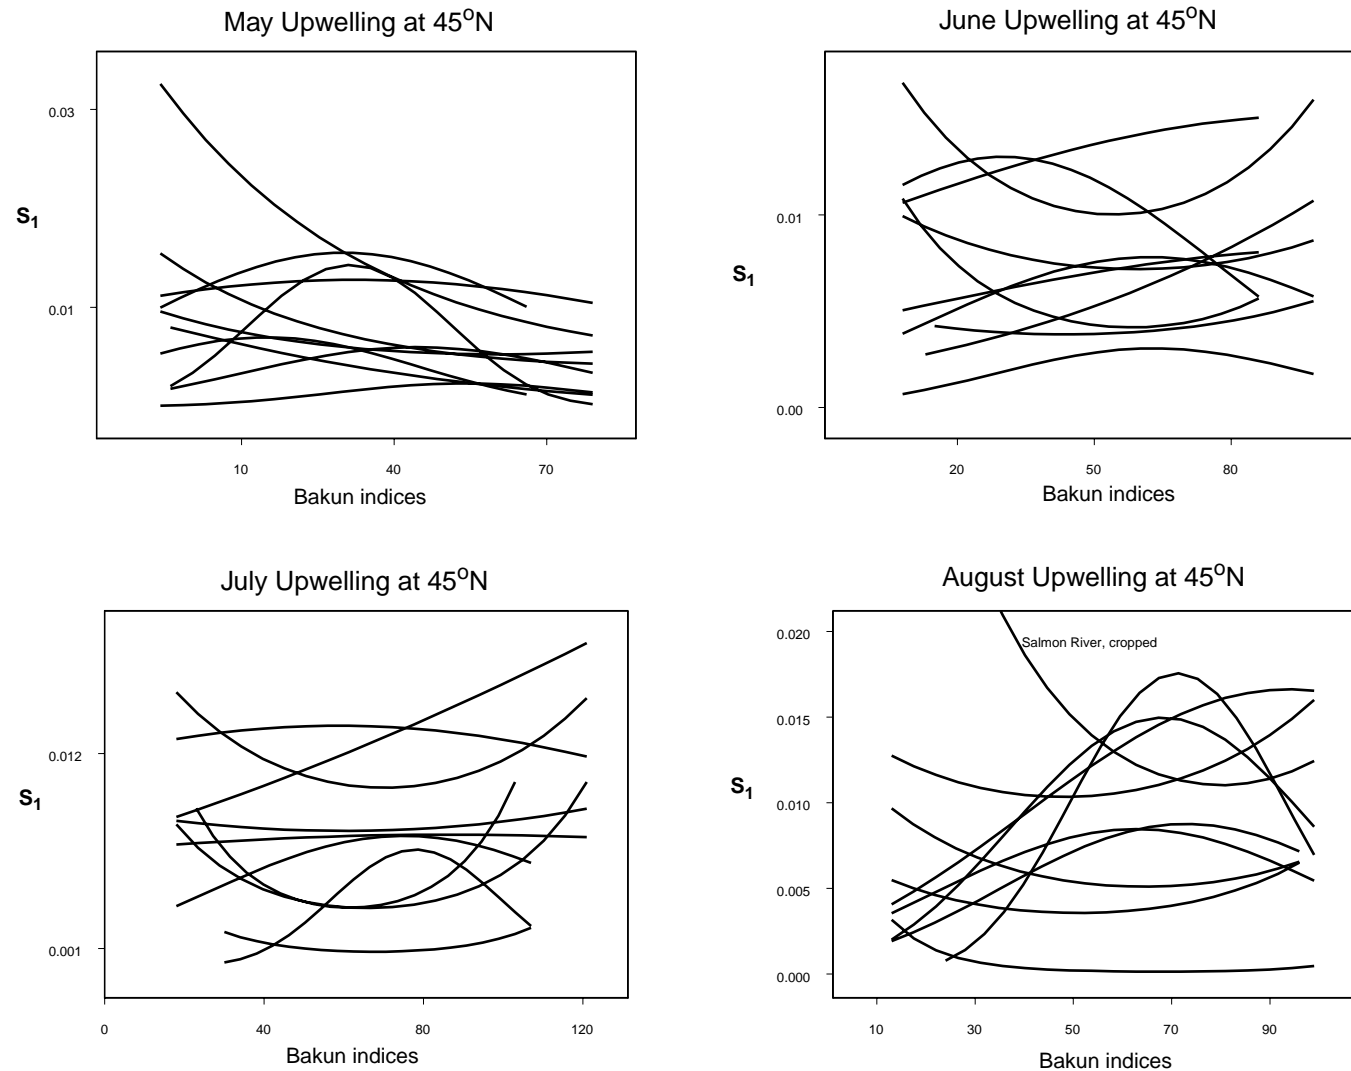 May Upwelling at 45°N
0.03
S1
0.01
10 40 70
Bakun indices
June Upwelling at 45°N
0.01
S1
0.00
20 50 80
Bakun indices
July Upwelling at 45°N
0.012
S1
0.001
0 40 80 120
Bakun indices
August Upwelling at 45°N
0.020
Salmon River, cropped
0.015
S1
0.010
0.005
0.000
10 30 50 70 90
Bakun indices